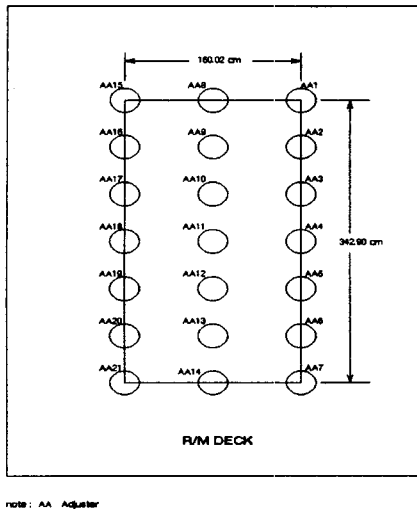 160.02 cm
AA15 AA8 AA1
AA16 AA9 AA2
AA17 AA10 AA3
AA18 AA11 AA4
342.90 cm
AA19 AA12 AA5
AA20 AA13 AA6
AA21 AA14 AA7
R/M DECK
note: AA Adjuster